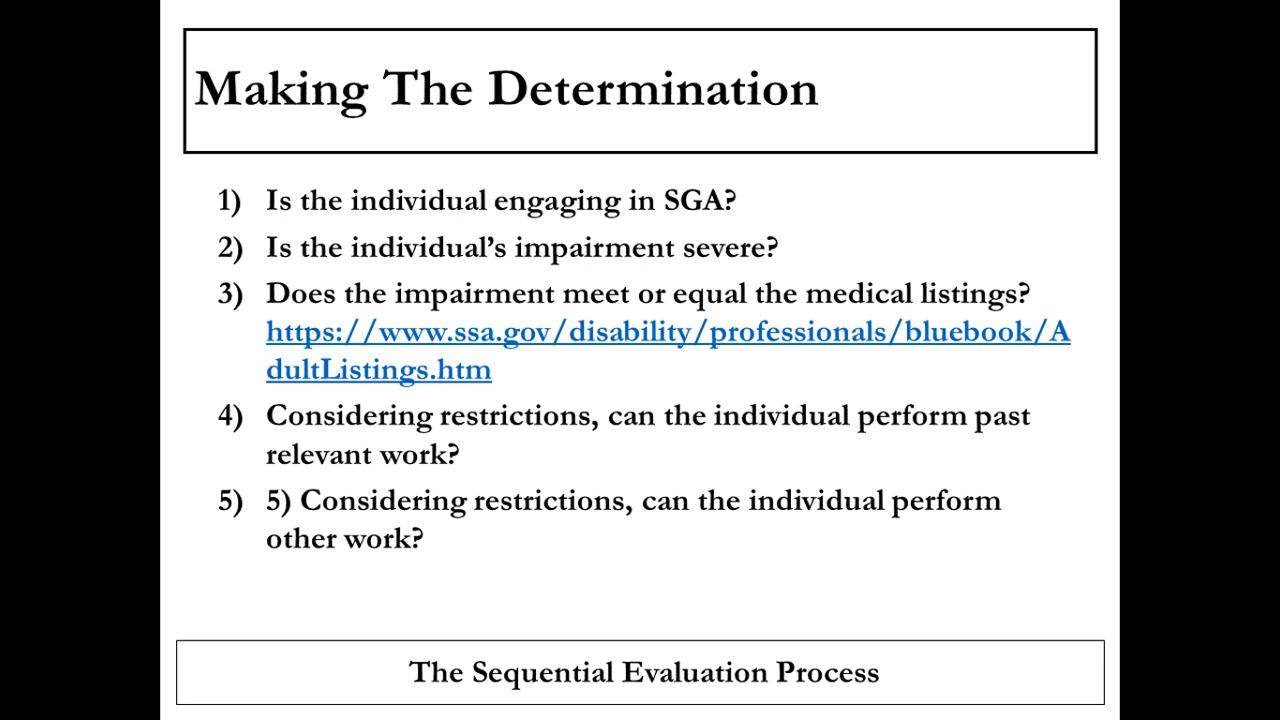 Making The Determination
1) Is the individual engaging in SGA?
2) Is the individual’s impairment severe?
3) Does the impairment meet or equal the medical listings?
https://www.ssa.gov/disability/professionals/bluebook/A
dultListings.htm
4) Considering restrictions, can the individual perform past
relevant work?
5) 5) Considering restrictions, can the individual perform
other work?
The Sequential Evaluation Process